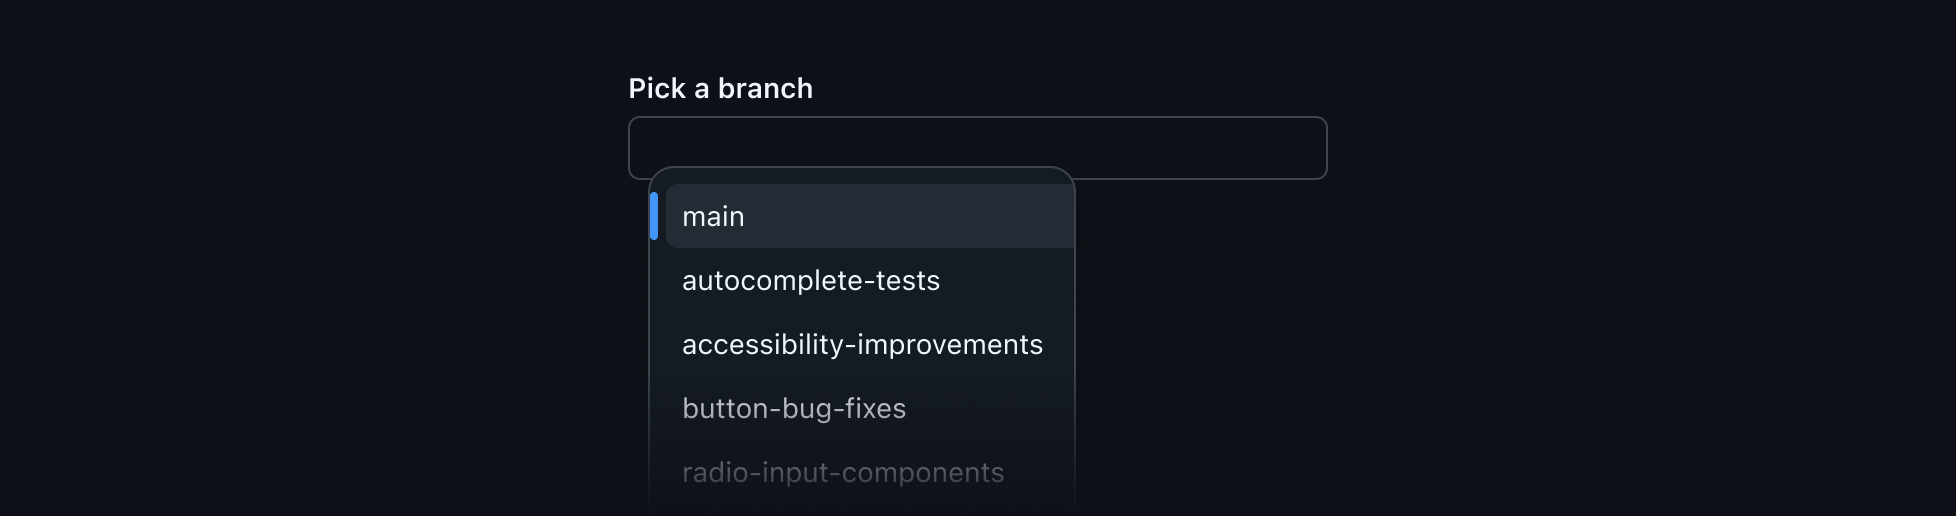 Pick a branch
main
autocomplete-tests
accessibility-improvements
button-bug-fixes
radio-input-components